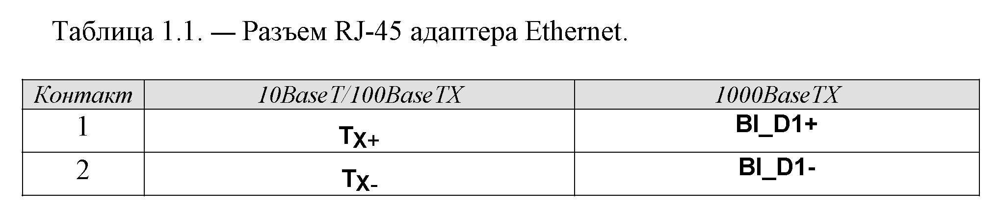 Таблица 1.1. — Разъем RJ-45 адаптера Ethernet.
Контакт 10BaseT/100BaseTX 1000BaseTX
1 TX+ BI_D1+
2 TX- BI_D1-